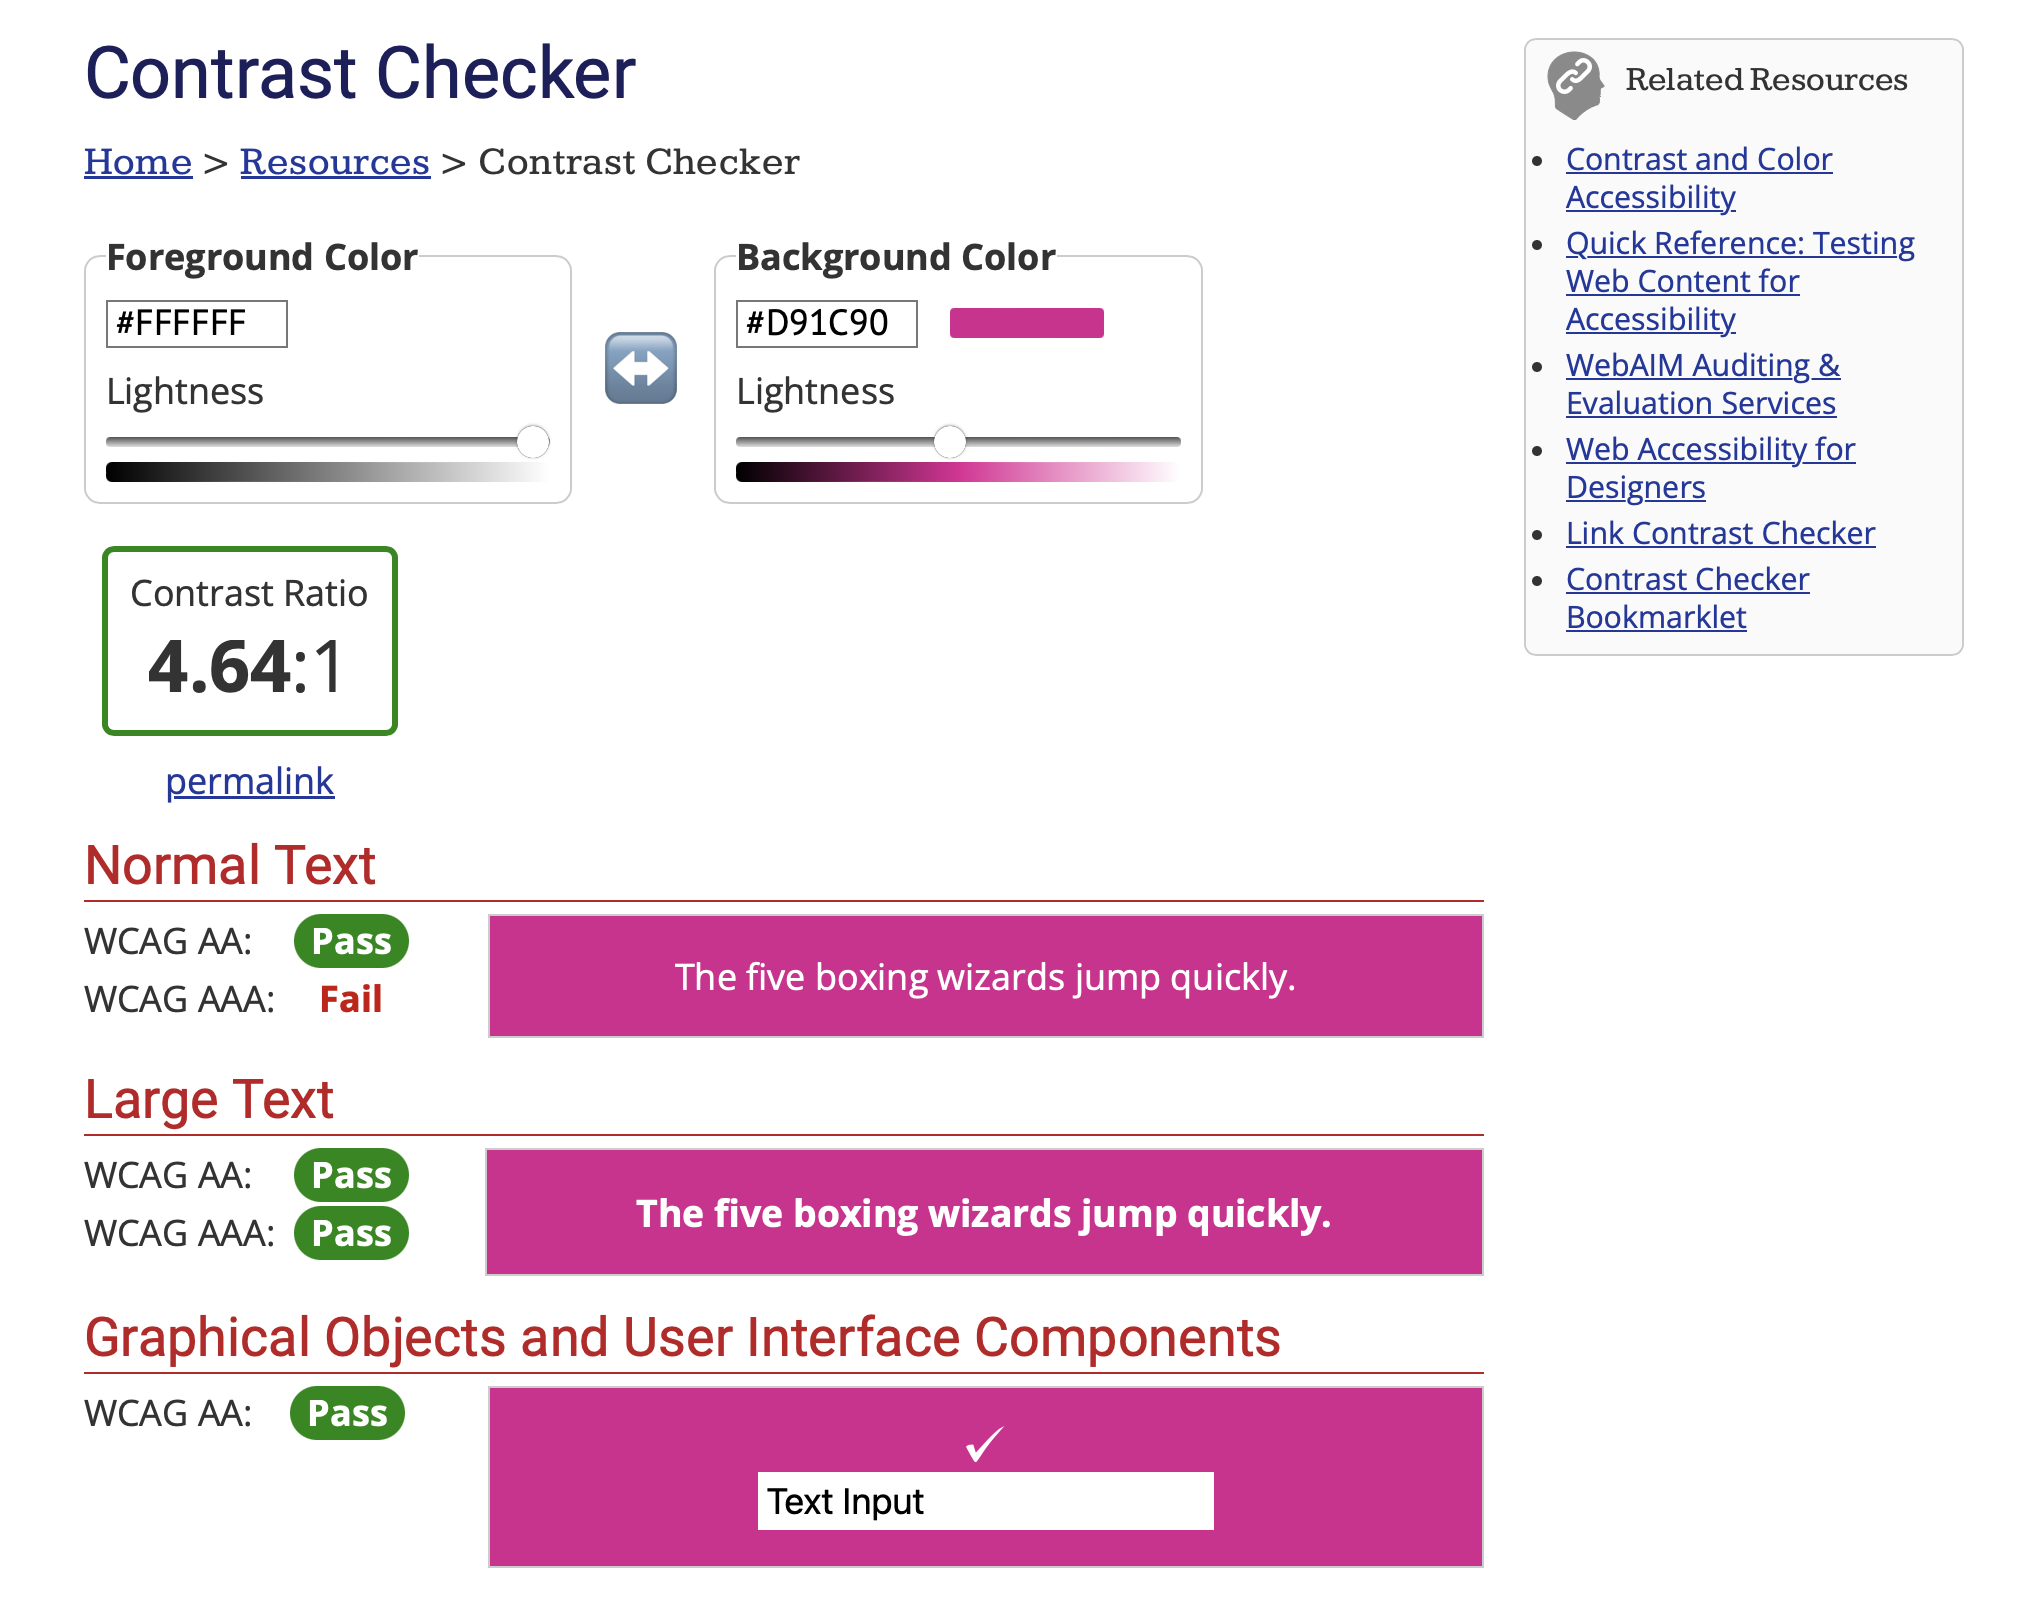 Contrast Checker
Home > Resources > Contrast Checker
Foreground Color
#FFFFFF
Lightness
Background Color
#D91C90
Lightness
Contrast Ratio
4.64:1
permalink
Normal Text
WCAG AA: Pass
WCAG AAA: Fail
The five boxing wizards jump quickly.
Large Text
WCAG AA: Pass
WCAG AAA: Pass
The five boxing wizards jump quickly.
Graphical Objects and User Interface Components
WCAG AA: Pass
✓
Text Input
Related Resources
Contrast and Color
Accessibility
Quick Reference: Testing
Web Content for
Accessibility
WebAIM Auditing &
Evaluation Services
Web Accessibility for
Designers
Link Contrast Checker
Contrast Checker
Bookmarklet